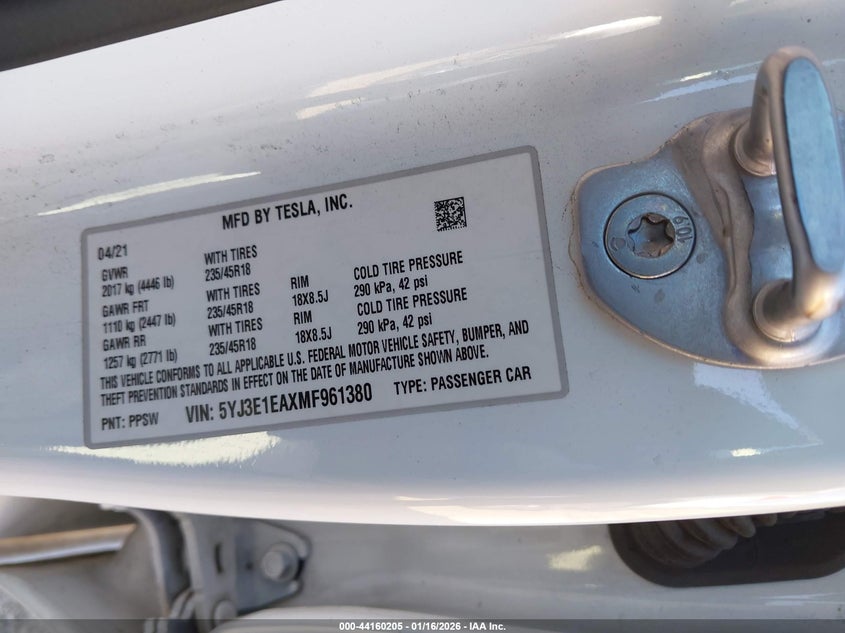 MFD BY TESLA, INC.
04/21
GVWR WITH TIRES
2017 kg (4446 lb) 235/45R18 RIM COLD TIRE PRESSURE
GAWR FRT WITH TIRES 18X8.5J 290 kPa, 42 psi
1110 kg (2447 lb) 235/45R18 RIM COLD TIRE PRESSURE
GAWR RR WITH TIRES 18X8.5J 290 kPa, 42 psi
1257 kg (2771 lb) 235/45R18
THIS VEHICLE CONFORMS TO ALL APPLICABLE U.S. FEDERAL MOTOR VEHICLE SAFETY, BUMPER, AND
THEFT PREVENTION STANDARDS IN EFFECT ON THE DATE OF MANUFACTURE SHOWN ABOVE.
PNT: PPSW VIN: 5YJ3E1EAXMF961380 TYPE: PASSENGER CAR
10.9
000-44160205 - 01/16/2026 - IAA Inc.